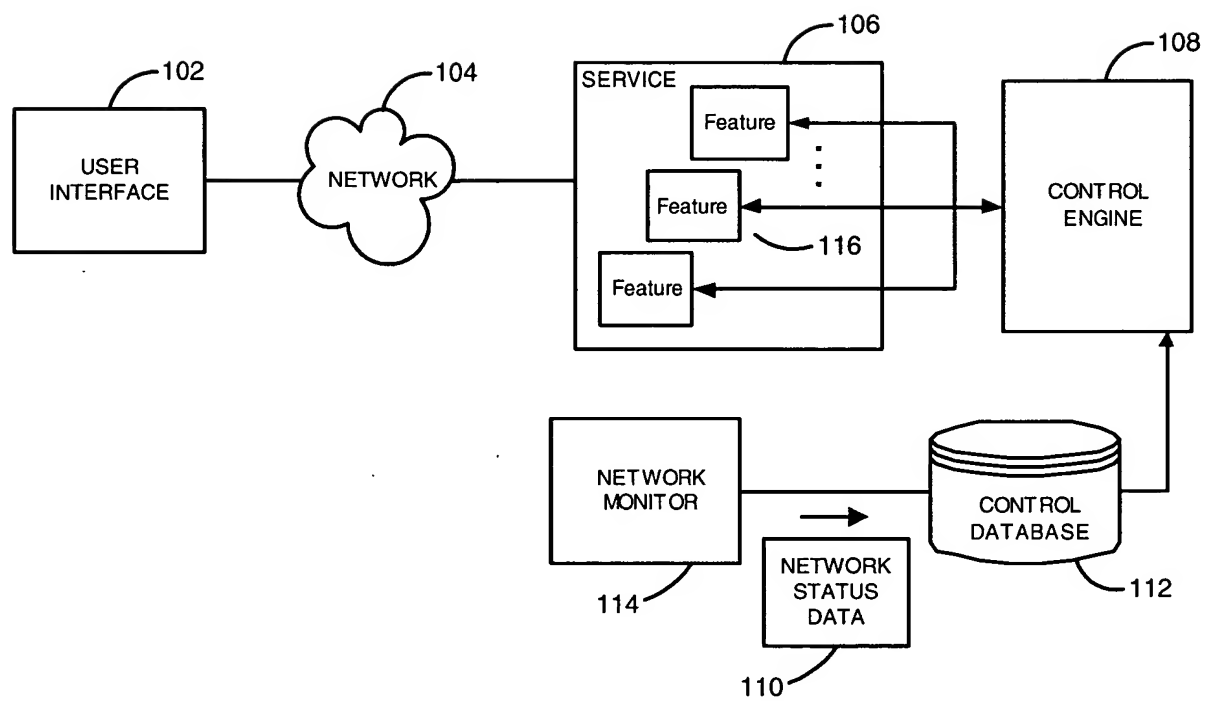 106
108
102
104
SERVICE
Feature
USER
INTERFACE
NETWORK
Feature
CONTROL
ENGINE
116
Feature
NETWORK
MONITOR
CONTROL
DATABASE
NETWORK
STATUS
DATA
114
112
110